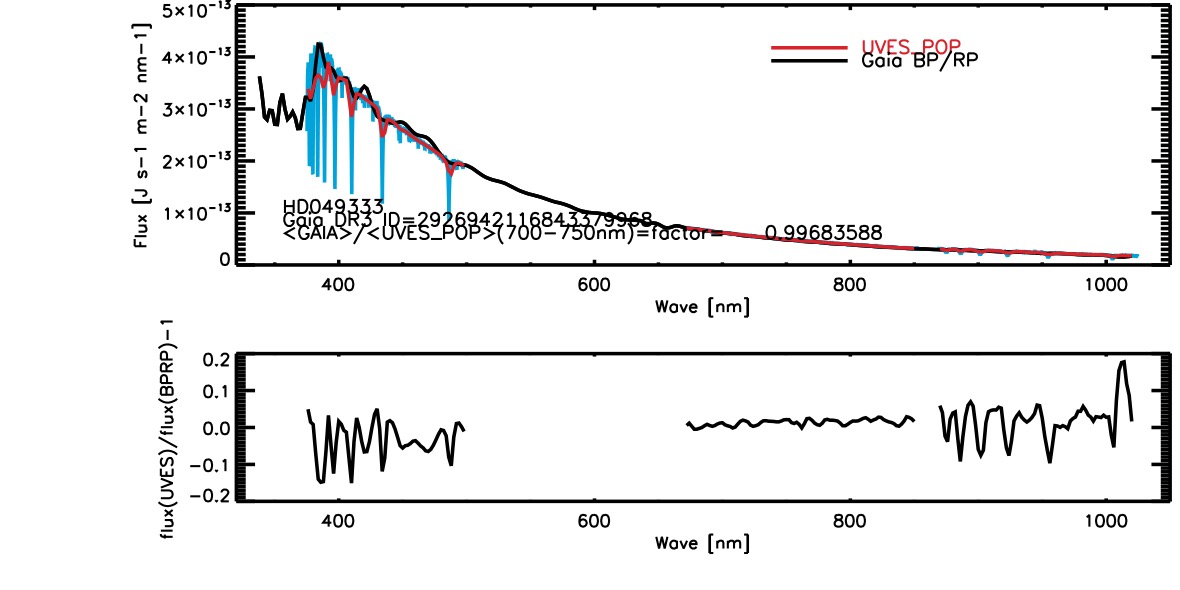 5×10−13
4×10−13
3×10−13
2×10−13
1×10−13
0
Flux [J s−1 m−2 nm−1]
UVES_POP
Gaia BP/RP
HD049333
Gaia DR3 ID=2926942116843379968
<GAIA>/<UVES_POP>(700−750nm)=factor= 0.99683588
400 600 800 1000
Wave [nm]
0.2
0.1
0.0
−0.1
−0.2
flux(UVES)/flux(BPRP)−1
400 600 800 1000
Wave [nm]